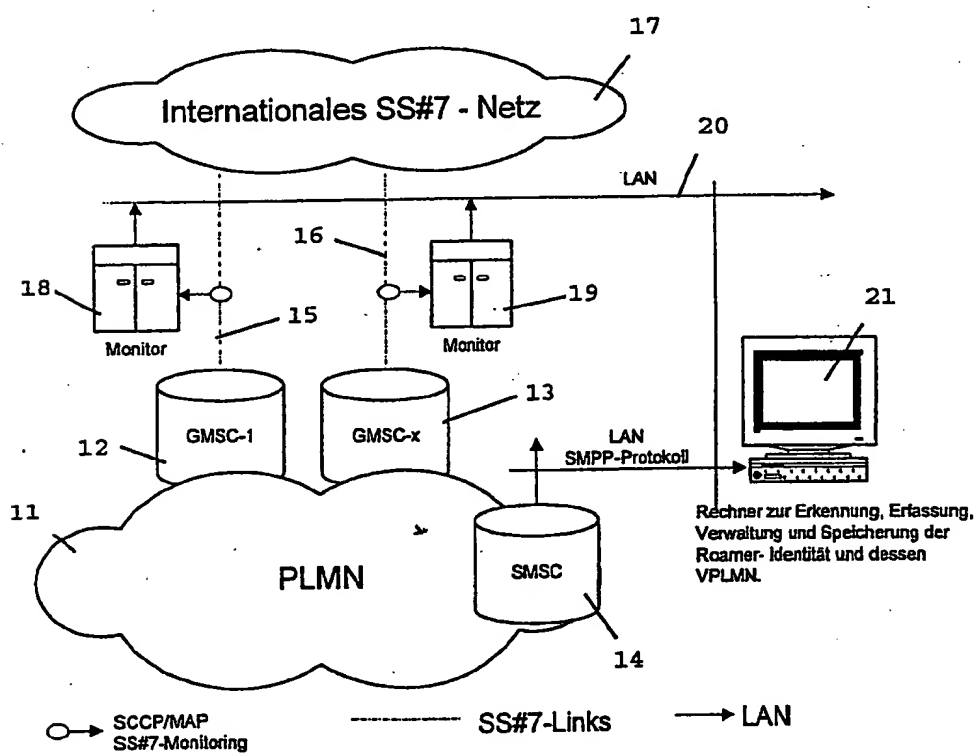 17
Internationales SS#7 - Netz
20
LAN
16
18
19
15
21
Monitor
Monitor
13
GMSC-1
GMSC-x
12
LAN
SMPP-Protokoll
11
Rechner zur Erkennung, Erfassung,
Verwaltung und Speicherung der
Roamer- Identität und dessen
VPLMN.
PLMN
SMSC
14
SCCP/MAP
SS#7-Monitoring
SS#7-Links
LAN